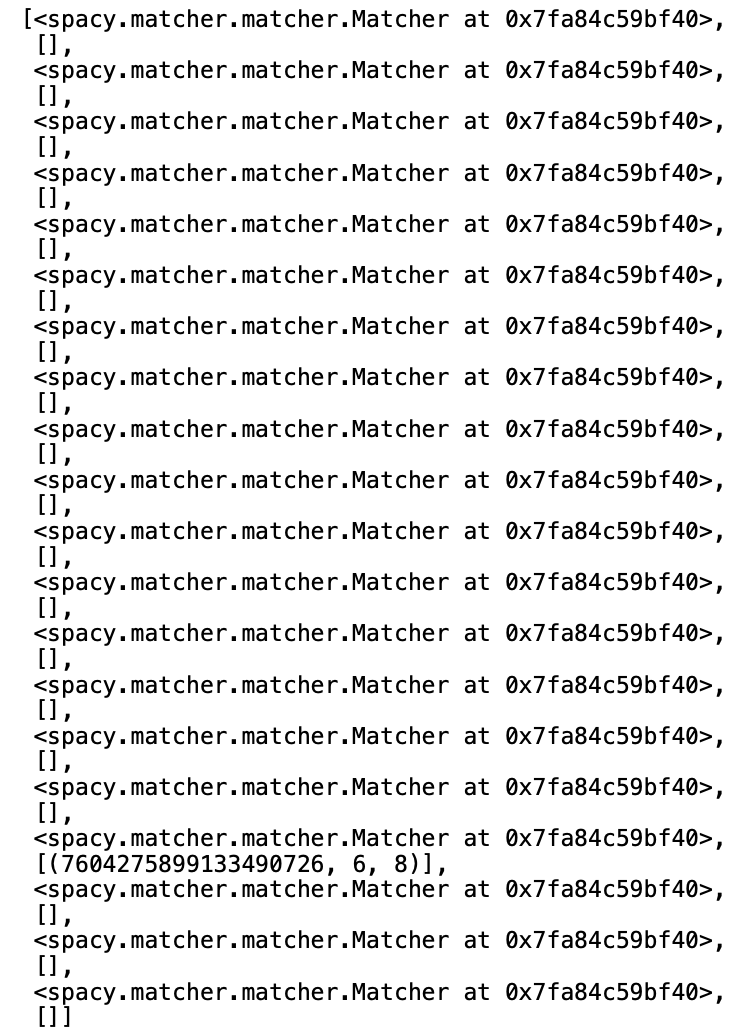 [<spacy.matcher.matcher.Matcher at 0x7fa84c59bf40>,
[],
<spacy.matcher.matcher.Matcher at 0x7fa84c59bf40>,
[],
<spacy.matcher.matcher.Matcher at 0x7fa84c59bf40>,
[],
<spacy.matcher.matcher.Matcher at 0x7fa84c59bf40>,
[],
<spacy.matcher.matcher.Matcher at 0x7fa84c59bf40>,
[],
<spacy.matcher.matcher.Matcher at 0x7fa84c59bf40>,
[],
<spacy.matcher.matcher.Matcher at 0x7fa84c59bf40>,
[],
<spacy.matcher.matcher.Matcher at 0x7fa84c59bf40>,
[],
<spacy.matcher.matcher.Matcher at 0x7fa84c59bf40>,
[],
<spacy.matcher.matcher.Matcher at 0x7fa84c59bf40>,
[],
<spacy.matcher.matcher.Matcher at 0x7fa84c59bf40>,
[],
<spacy.matcher.matcher.Matcher at 0x7fa84c59bf40>,
[],
<spacy.matcher.matcher.Matcher at 0x7fa84c59bf40>,
[],
<spacy.matcher.matcher.Matcher at 0x7fa84c59bf40>,
[],
<spacy.matcher.matcher.Matcher at 0x7fa84c59bf40>,
[],
<spacy.matcher.matcher.Matcher at 0x7fa84c59bf40>,
[],
<spacy.matcher.matcher.Matcher at 0x7fa84c59bf40>,
[(7604275899133490726, 6, 8)],
<spacy.matcher.matcher.Matcher at 0x7fa84c59bf40>,
[],
<spacy.matcher.matcher.Matcher at 0x7fa84c59bf40>,
[],
<spacy.matcher.matcher.Matcher at 0x7fa84c59bf40>,
[]]